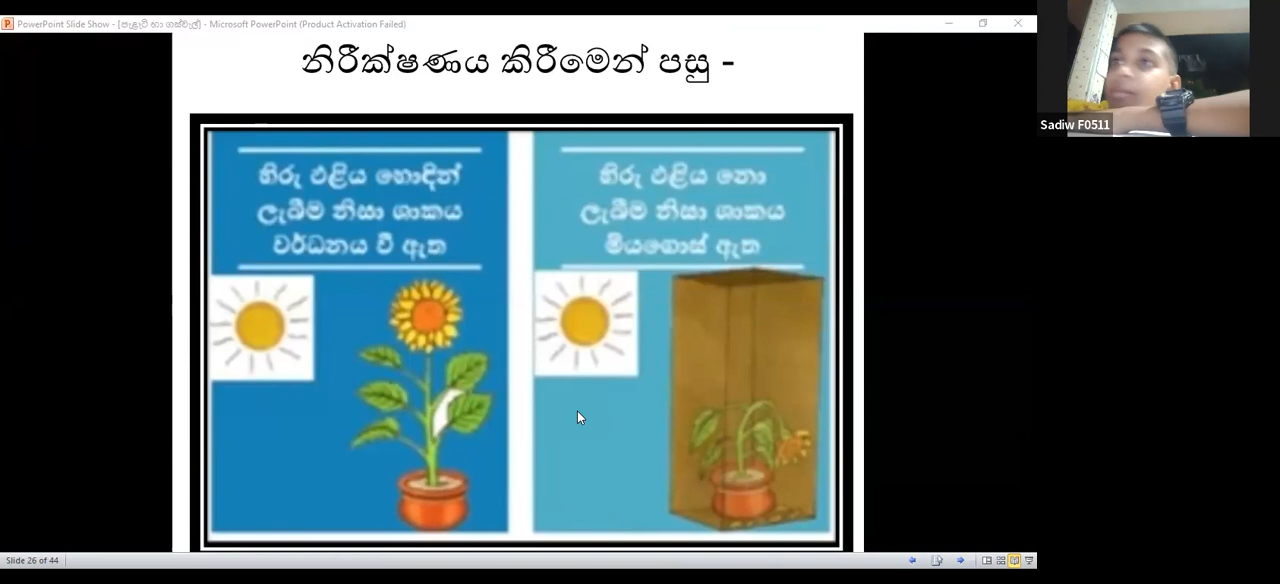 PowerPoint Slide Show - [පැළෑටි හා ගස්වැල්] - Microsoft PowerPoint (Product Activation Failed)
නිරීක්ෂණය කිරීමෙන් පසු -
හිරු එළිය හොඳින්
ලැබීම නිසා ශාකය
වර්ධනය වී ඇත
හිරු එළිය නො
ලැබීම නිසා ශාකය
මියගොස් ඇත
Sadiw F0511
Slide 26 of 44